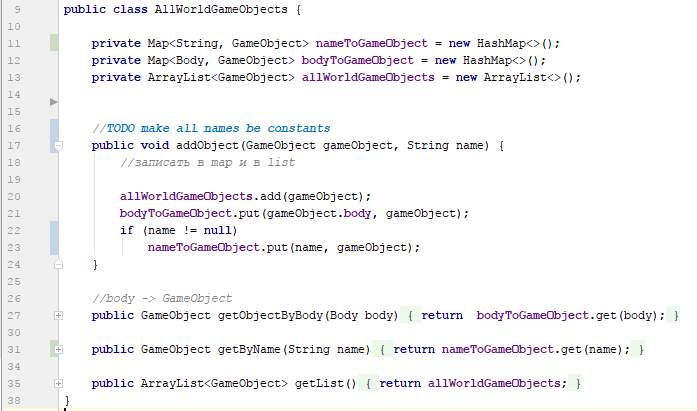 9 public class AllWorldGameObjects {
10
11 private Map<String, GameObject> nameToGameObject = new HashMap<>();
12 private Map<Body, GameObject> bodyToGameObject = new HashMap<>();
13 private ArrayList<GameObject> allWorldGameObjects = new ArrayList<>();
14
15
16 //TODO make all names be constants
17 public void addObject(GameObject gameObject, String name) {
18 //записать в map и в list
19
20 allWorldGameObjects.add(gameObject);
21 bodyToGameObject.put(gameObject.body, gameObject);
22 if (name != null)
23 nameToGameObject.put(name, gameObject);
24 }
25
26 //body -> GameObject
27 public GameObject getObjectByBody(Body body) { return bodyToGameObject.get(body); }
30
31 public GameObject getByName(String name) { return nameToGameObject.get(name); }
34
35 public ArrayList<GameObject> getList() { return allWorldGameObjects; }
38 }